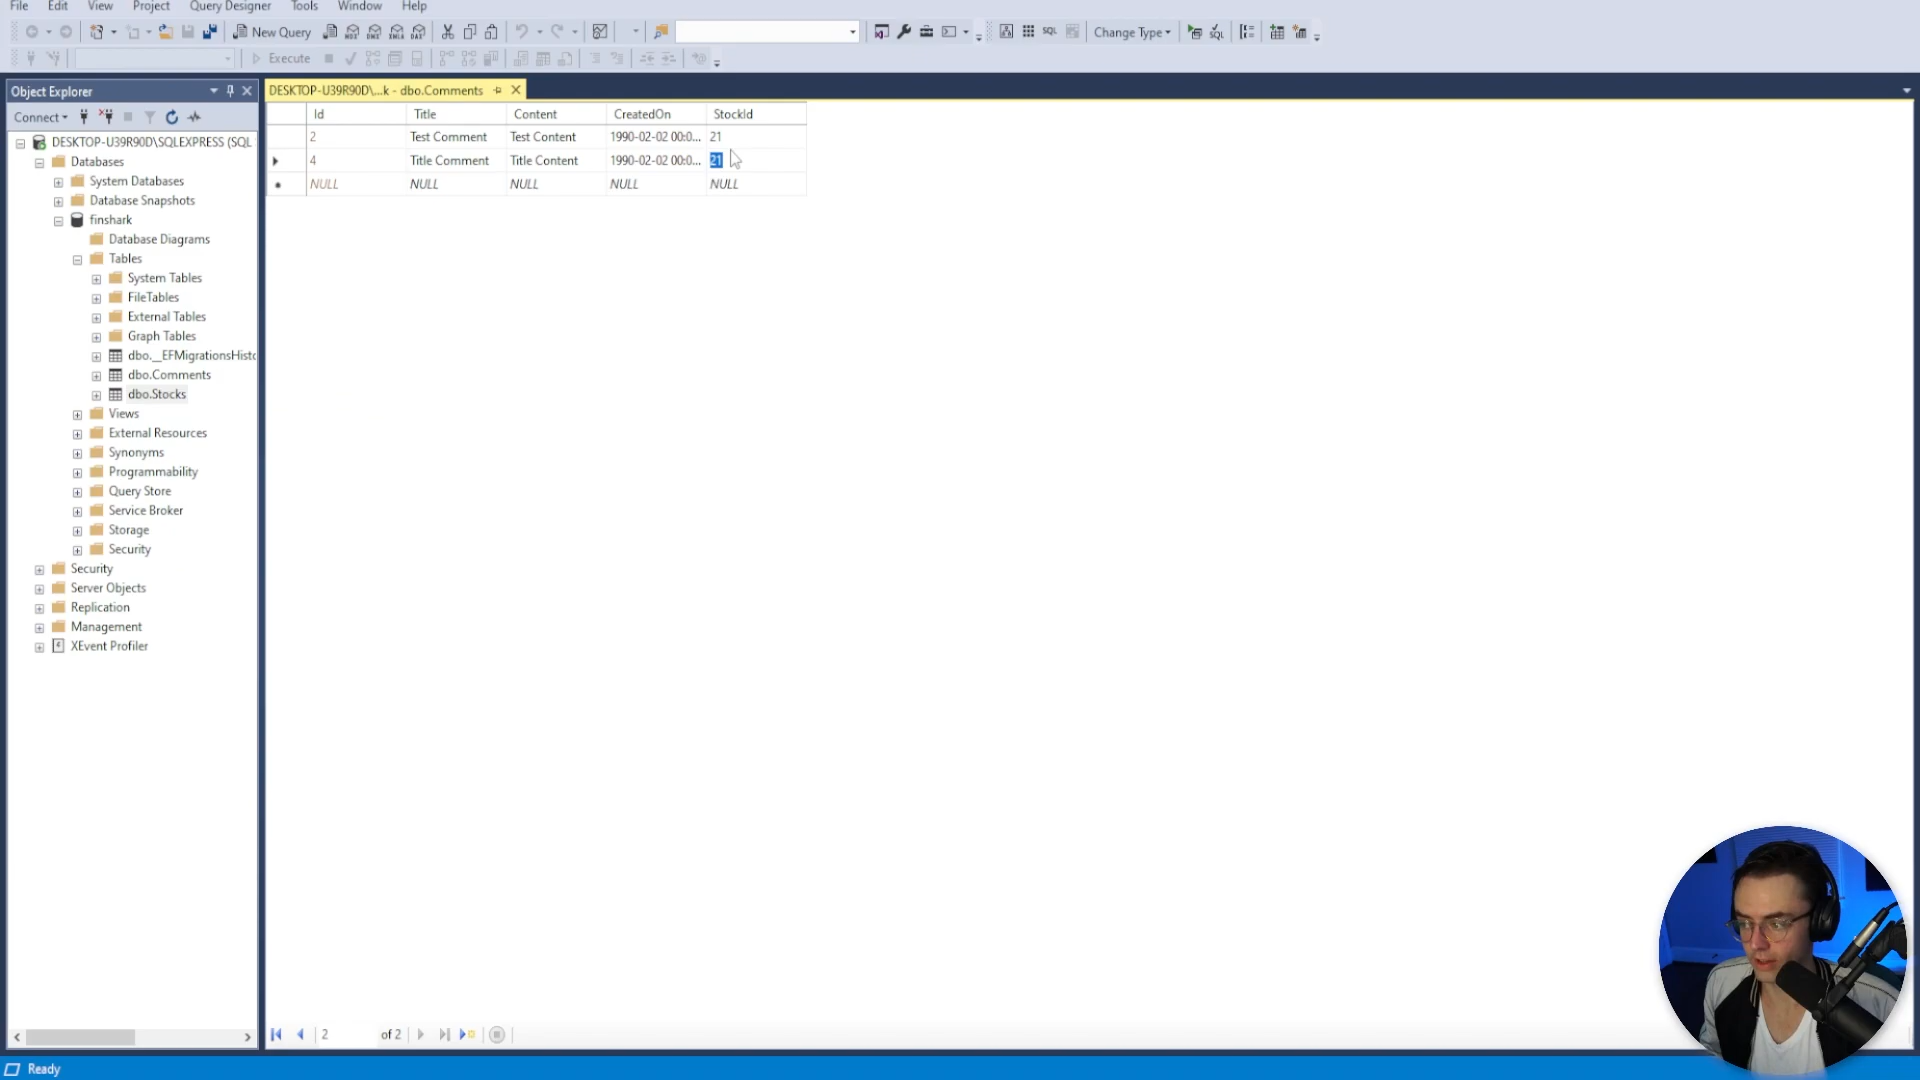 File Edit View Project Query Designer Tools Window Help
New Query Change Type
Execute
Object Explorer
DESKTOP-U39R90D\...k - dbo.Comments
Connect
DESKTOP-U39R90D\SQLEXPRESS (SQL
Databases
System Databases
Database Snapshots
finshark
Database Diagrams
Tables
System Tables
FileTables
External Tables
Graph Tables
dbo.__EFMigrationsHisto
dbo.Comments
dbo.Stocks
Views
External Resources
Synonyms
Programmability
Query Store
Service Broker
Storage
Security
Security
Server Objects
Replication
Management
XEvent Profiler
Id Title Content CreatedOn StockId
2 Test Comment Test Content 1990-02-02 00:0... 21
4 Title Comment Title Content 1990-02-02 00:0... 21
NULL NULL NULL NULL NULL
2 of 2
Ready